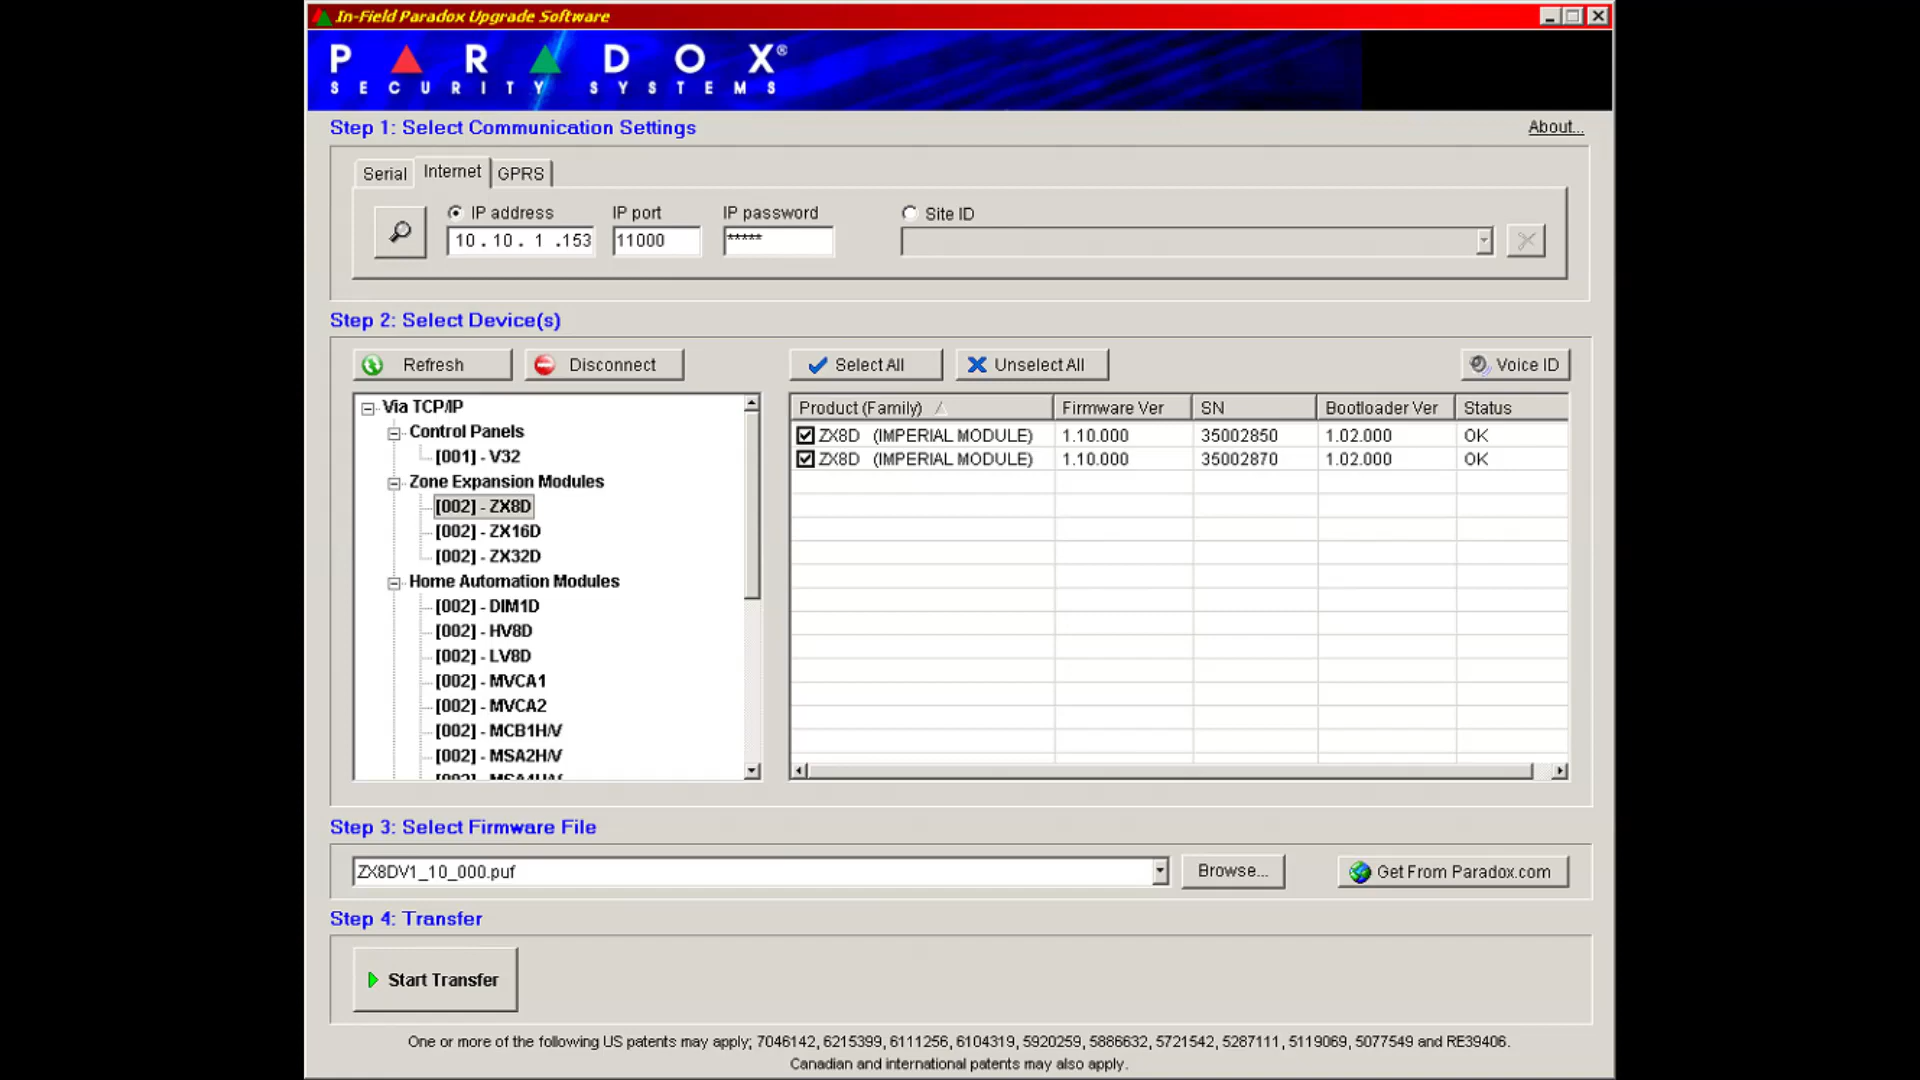 In-Field Paradox Upgrade Software
PARADOX®
SECURITY SYSTEMS
Step 1: Select Communication Settings
About...
Serial Internet GPRS
IP address IP port IP password Site ID
10 . 10 . 1 .153 11000 *****
Step 2: Select Device(s)
Refresh Disconnect Select All Unselect All Voice ID
Via TCP/IP
Control Panels
[001] - V32
Zone Expansion Modules
[002] - ZX8D
[002] - ZX16D
[002] - ZX32D
Home Automation Modules
[002] - DIM1D
[002] - HV8D
[002] - LV8D
[002] - MVCA1
[002] - MVCA2
[002] - MCB1H/V
[002] - MSA2H/V
Product (Family) Firmware Ver SN Bootloader Ver Status
ZX8D (IMPERIAL MODULE) 1.10.000 35002850 1.02.000 OK
ZX8D (IMPERIAL MODULE) 1.10.000 35002870 1.02.000 OK
Step 3: Select Firmware File
ZX8DV1_10_000.puf Browse... Get From Paradox.com
Step 4: Transfer
Start Transfer
One or more of the following US patents may apply; 7046142, 6215399, 6111256, 6104319, 5920259, 5886632, 5721542, 5287111, 5119069, 5077549 and RE39406.
Canadian and international patents may also apply.